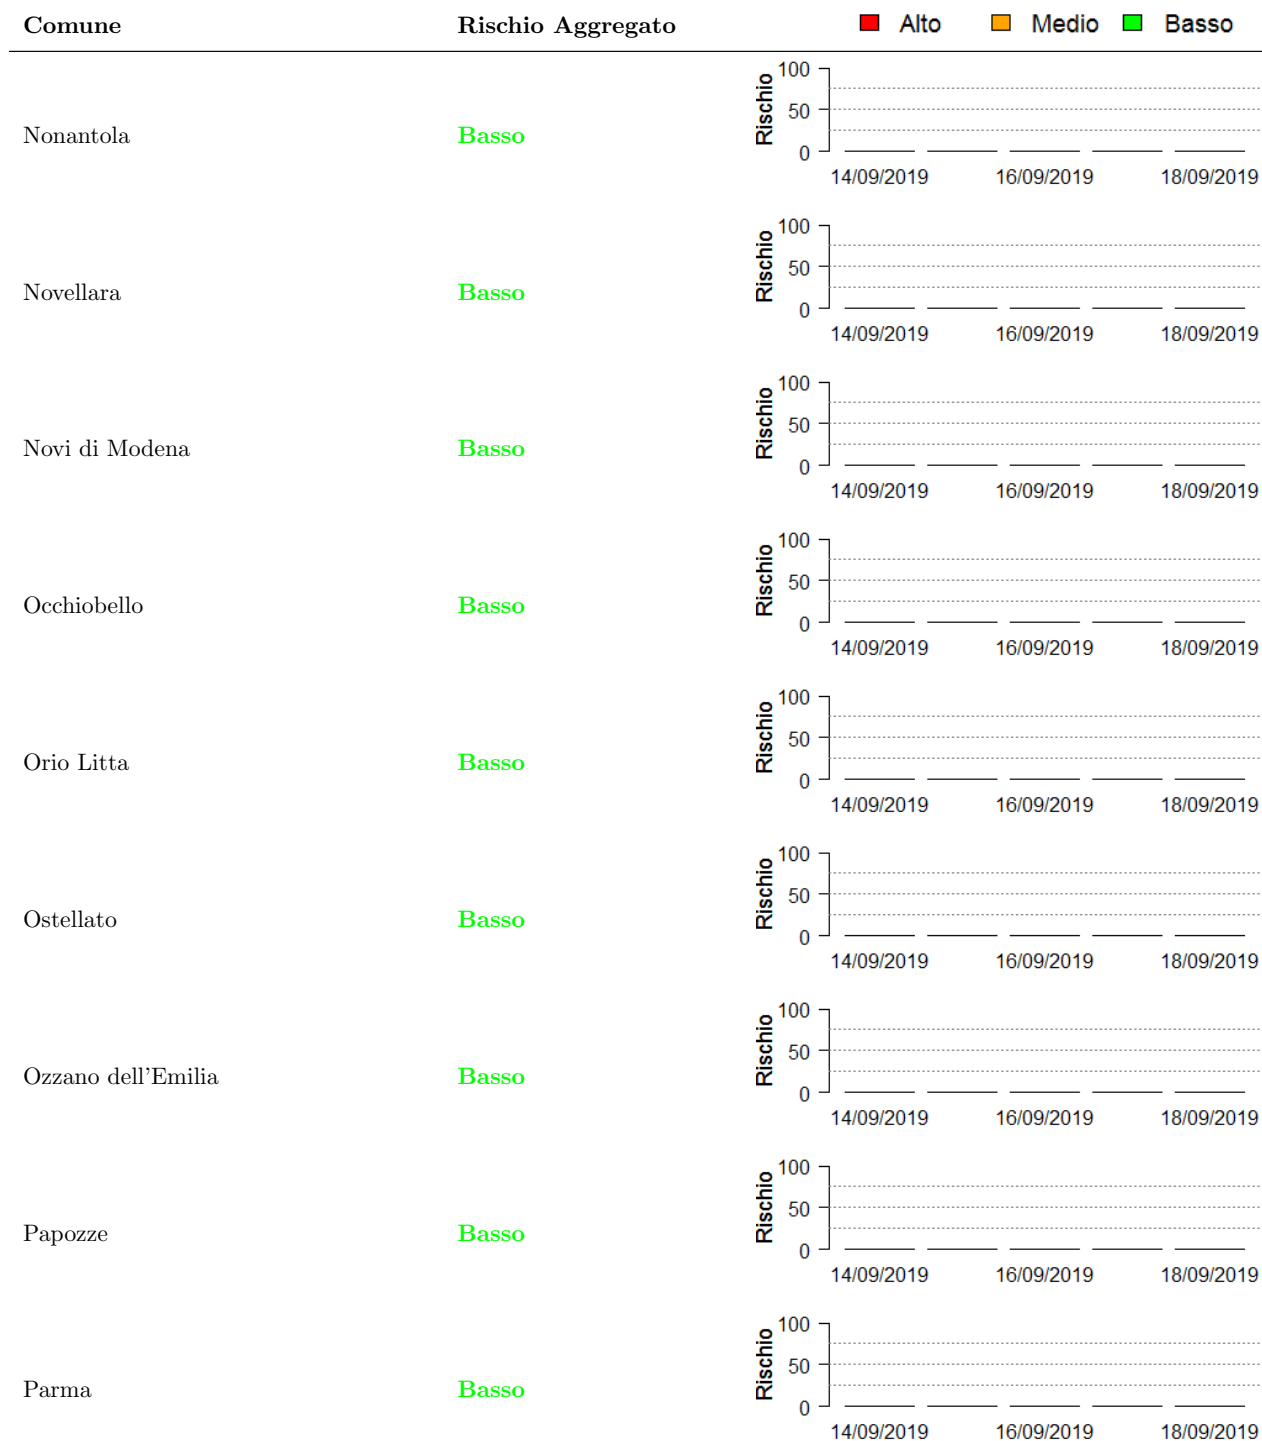 Comune Rischio Aggregato Alto Medio Basso
Nonantola Basso
Rischio
100
50
0
14/09/2019 16/09/2019 18/09/2019
Novellara Basso
Rischio
100
50
0
14/09/2019 16/09/2019 18/09/2019
Novi di Modena Basso
Rischio
100
50
0
14/09/2019 16/09/2019 18/09/2019
Occhiobello Basso
Rischio
100
50
0
14/09/2019 16/09/2019 18/09/2019
Orio Litta Basso
Rischio
100
50
0
14/09/2019 16/09/2019 18/09/2019
Ostellato Basso
Rischio
100
50
0
14/09/2019 16/09/2019 18/09/2019
Ozzano dell'Emilia Basso
Rischio
100
50
0
14/09/2019 16/09/2019 18/09/2019
Papozze Basso
Rischio
100
50
0
14/09/2019 16/09/2019 18/09/2019
Parma Basso
Rischio
100
50
0
14/09/2019 16/09/2019 18/09/2019